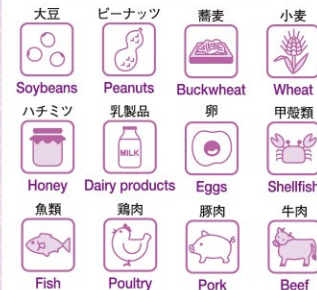 大豆 ピーナッツ 蕎麦 小麦
Soybeans Peanuts Buckwheat Wheat
ハチミツ 乳製品 卵 甲殻類
MILK
Honey Dairy products Eggs Shellfish
魚類 鶏肉 豚肉 牛肉
Fish Poultry Pork Beef